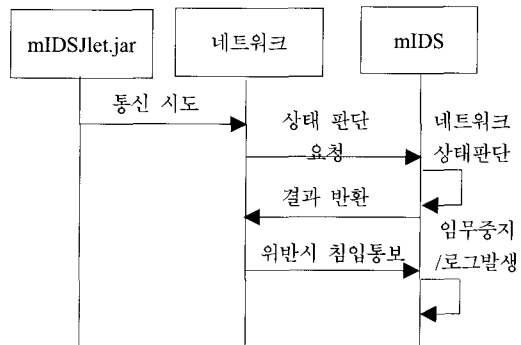 mIDSJlet.jar
네트워크
mIDS
통신 시도
상태 판단
요청
네트워크
상태판단
결과 반환
임무중지
/로그발생
위반시 침입통보